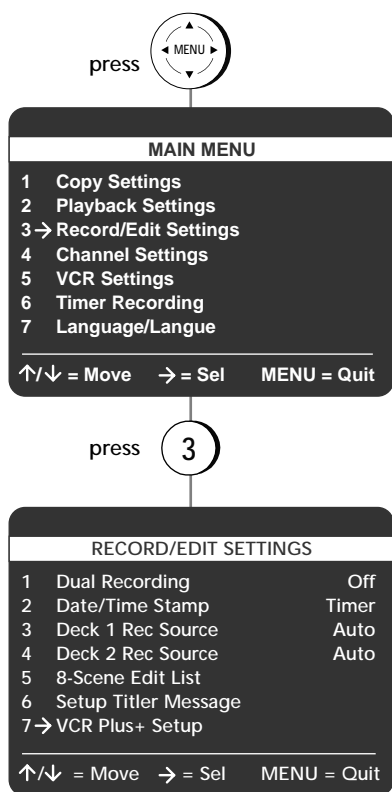 press
MENU
MAIN MENU
1 Copy Settings
2 Playback Settings
3→ Record/Edit Settings
4 Channel Settings
5 VCR Settings
6 Timer Recording
7 Language/Langue
↑/↓ = Move → = Sel MENU = Quit
press 3
RECORD/EDIT SETTINGS
1 Dual Recording Off
2 Date/Time Stamp Timer
3 Deck 1 Rec Source Auto
4 Deck 2 Rec Source Auto
5 8-Scene Edit List
6 Setup Titler Message
7→ VCR Plus+ Setup
↑/↓ = Move → = Sel MENU = Quit